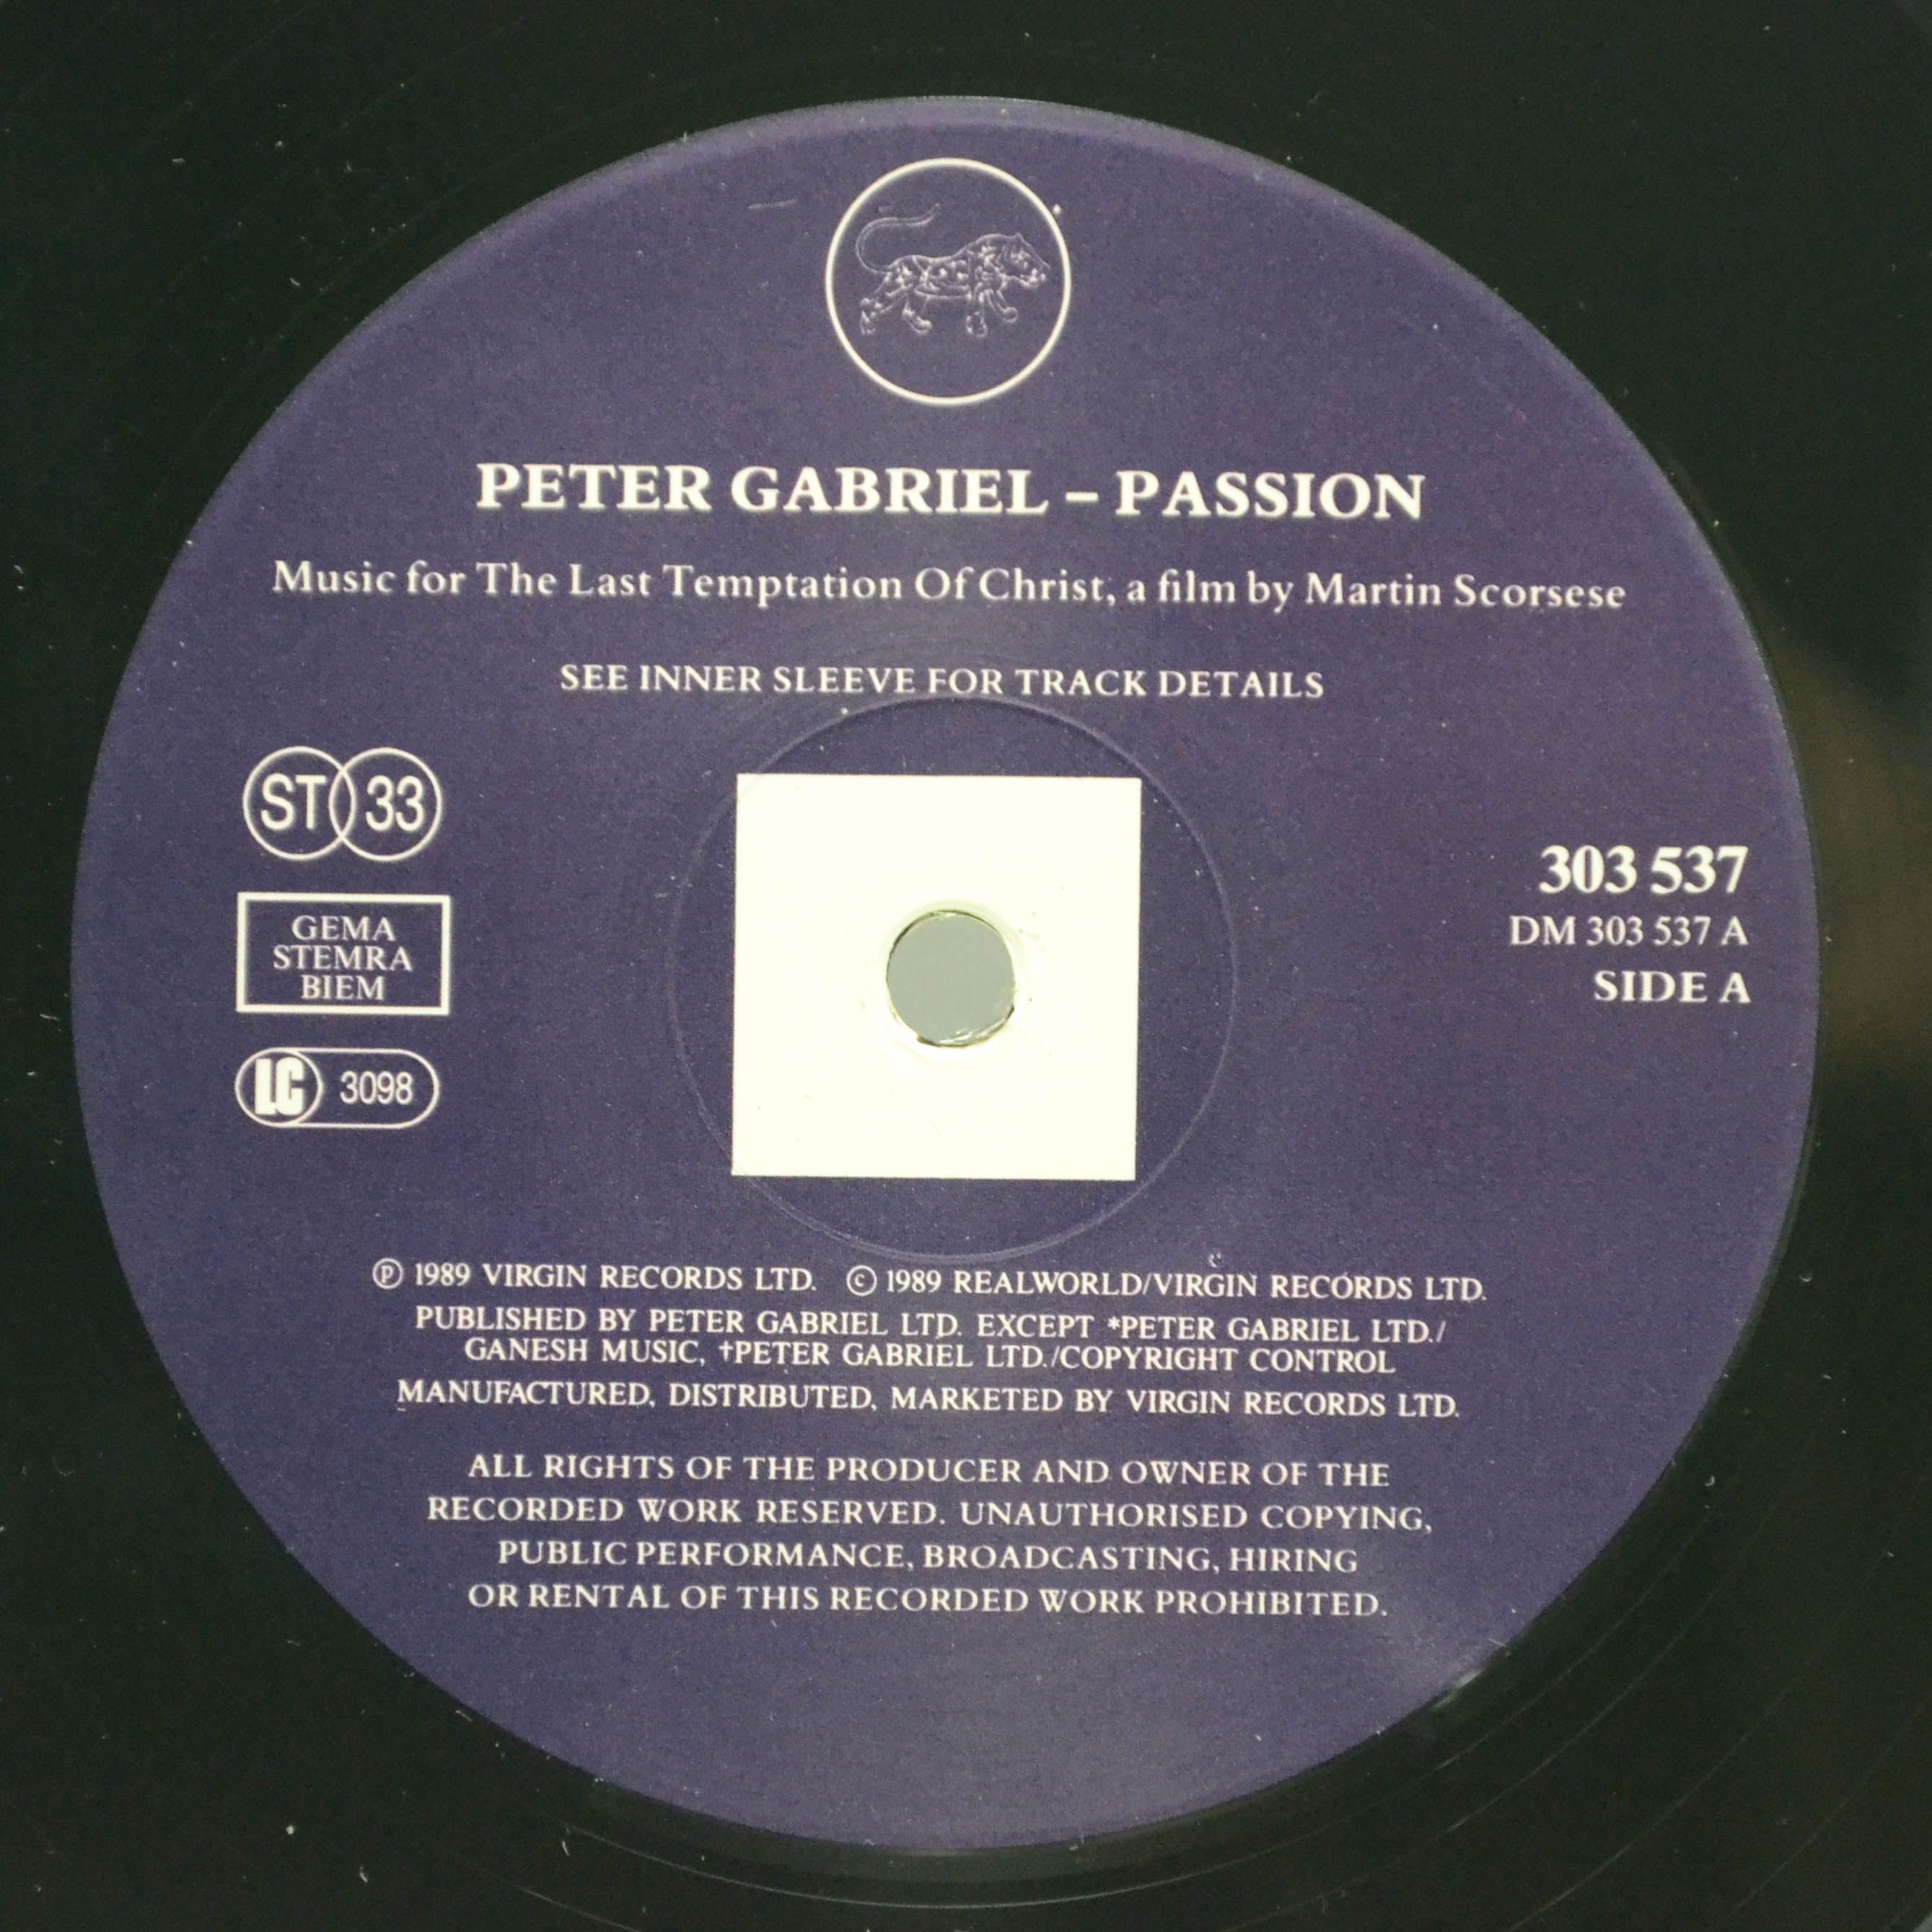 PETER GABRIEL – PASSION
Music for The Last Temptation Of Christ, a film by Martin Scorsese
SEE INNER SLEEVE FOR TRACK DETAILS
ST 33
GEMA
STEMRA
BIEM
LC 3098
303 537
DM 303 537 A
SIDE A
℗ 1989 VIRGIN RECORDS LTD. © 1989 REALWORLD/VIRGIN RECORDS LTD.
PUBLISHED BY PETER GABRIEL LTD. EXCEPT *PETER GABRIEL LTD./
GANESH MUSIC, †PETER GABRIEL LTD./COPYRIGHT CONTROL
MANUFACTURED, DISTRIBUTED, MARKETED BY VIRGIN RECORDS LTD.
ALL RIGHTS OF THE PRODUCER AND OWNER OF THE
RECORDED WORK RESERVED. UNAUTHORISED COPYING,
PUBLIC PERFORMANCE, BROADCASTING, HIRING
OR RENTAL OF THIS RECORDED WORK PROHIBITED.